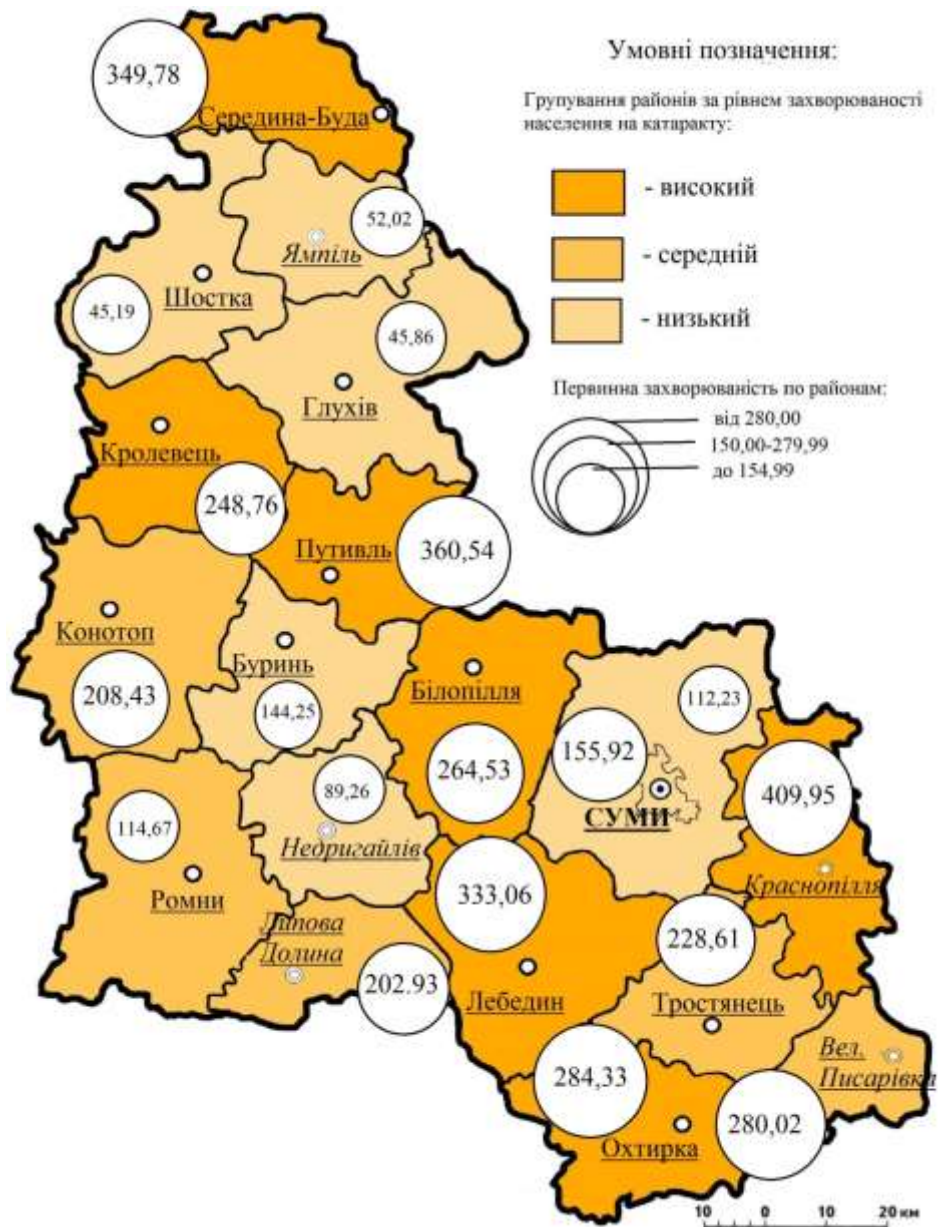 Умовні позначення:
Групування районів за рівнем захворюваності
населення на катаракту:
- високий
- середній
- низький
Первинна захворюваність по районам:
від 280,00
150,00-279,99
до 154,99
349,78
Середина-Буда
52,02
Ямпіль
Шостка
45,19
45,86
Глухів
Кролевець
248,76
Путивль
360,54
Конотоп
208,43
Буринь
144,25
Білопілля
264,53
112,23
155,92
СУМИ
409,95
Краснопілля
89,26
Недригайлів
114,67
Ромни
333,06
Лебедин
Липова
Долина
202.93
228,61
Тростянець
Вел.
Писарівка
284,33
280,02
Охтирка
10 0 10 20 км